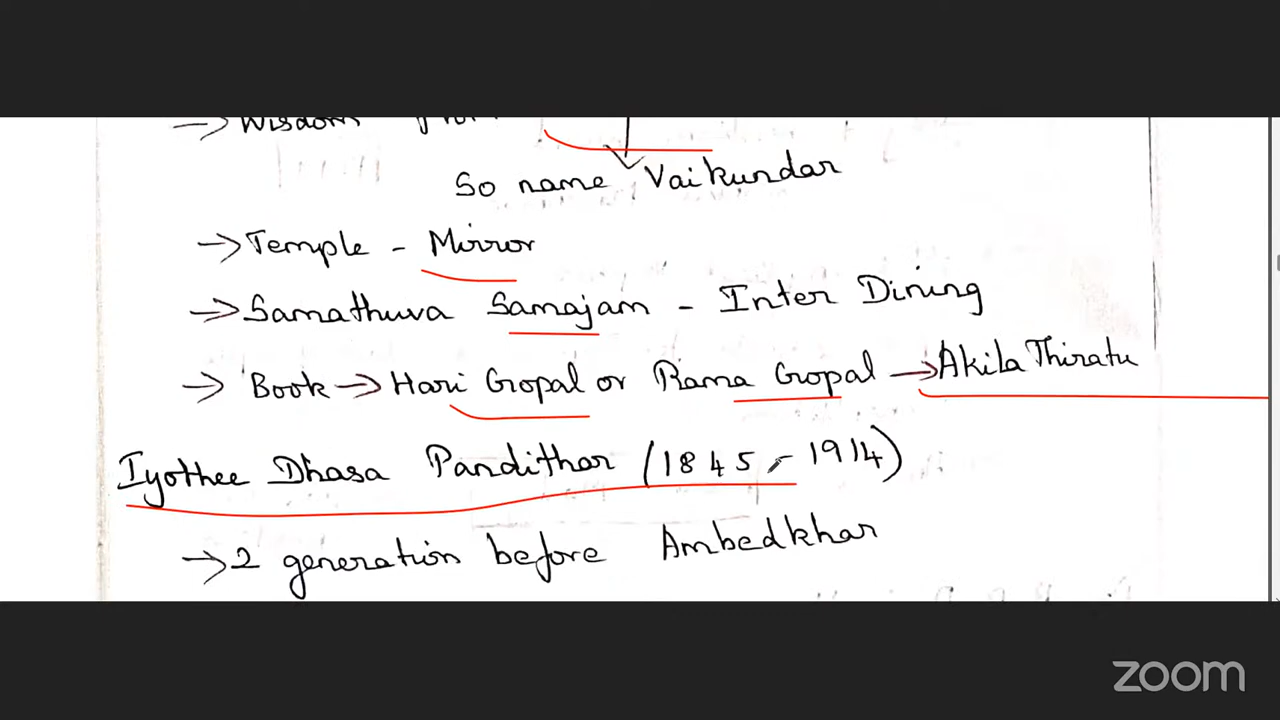 → Wisdom
So name Vaikundar
→ Temple - Mirror
→ Samathuva Samajam - Inter Dining
→ Book → Hari Gopal or Rama Gopal → Akila Thiratu
Iyothee Dhasa Pandithar (1845 - 1914)
→ 2 generation before Ambedkhar
zoom